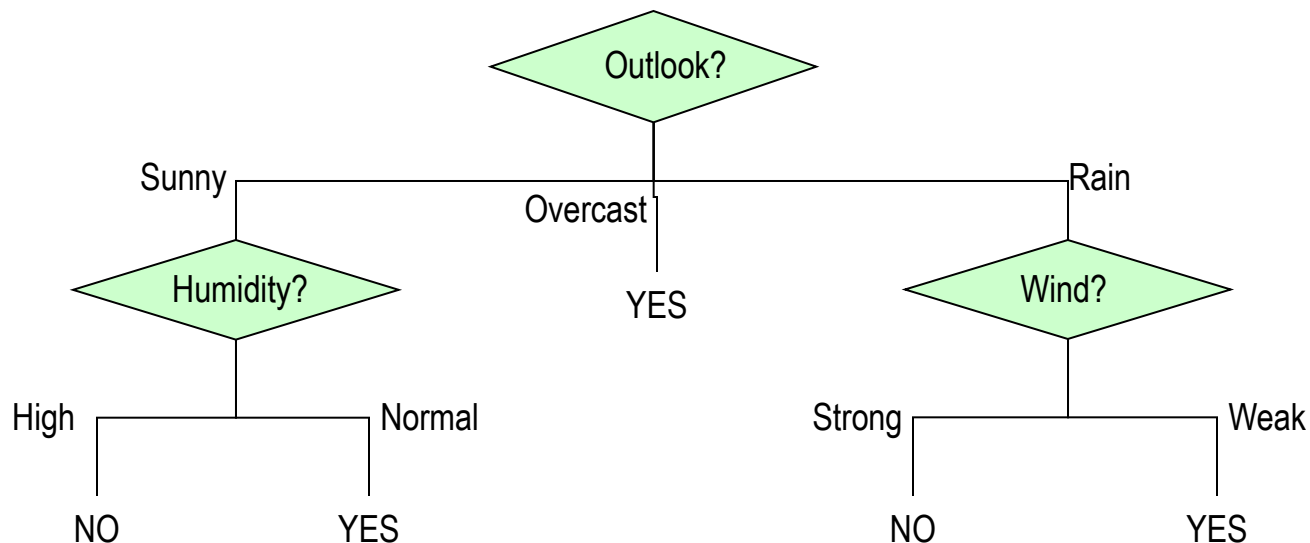 Outlook?
Sunny
Overcast
Rain
Humidity?
YES
Wind?
High
Normal
Strong
Weak
NO
YES
NO
YES